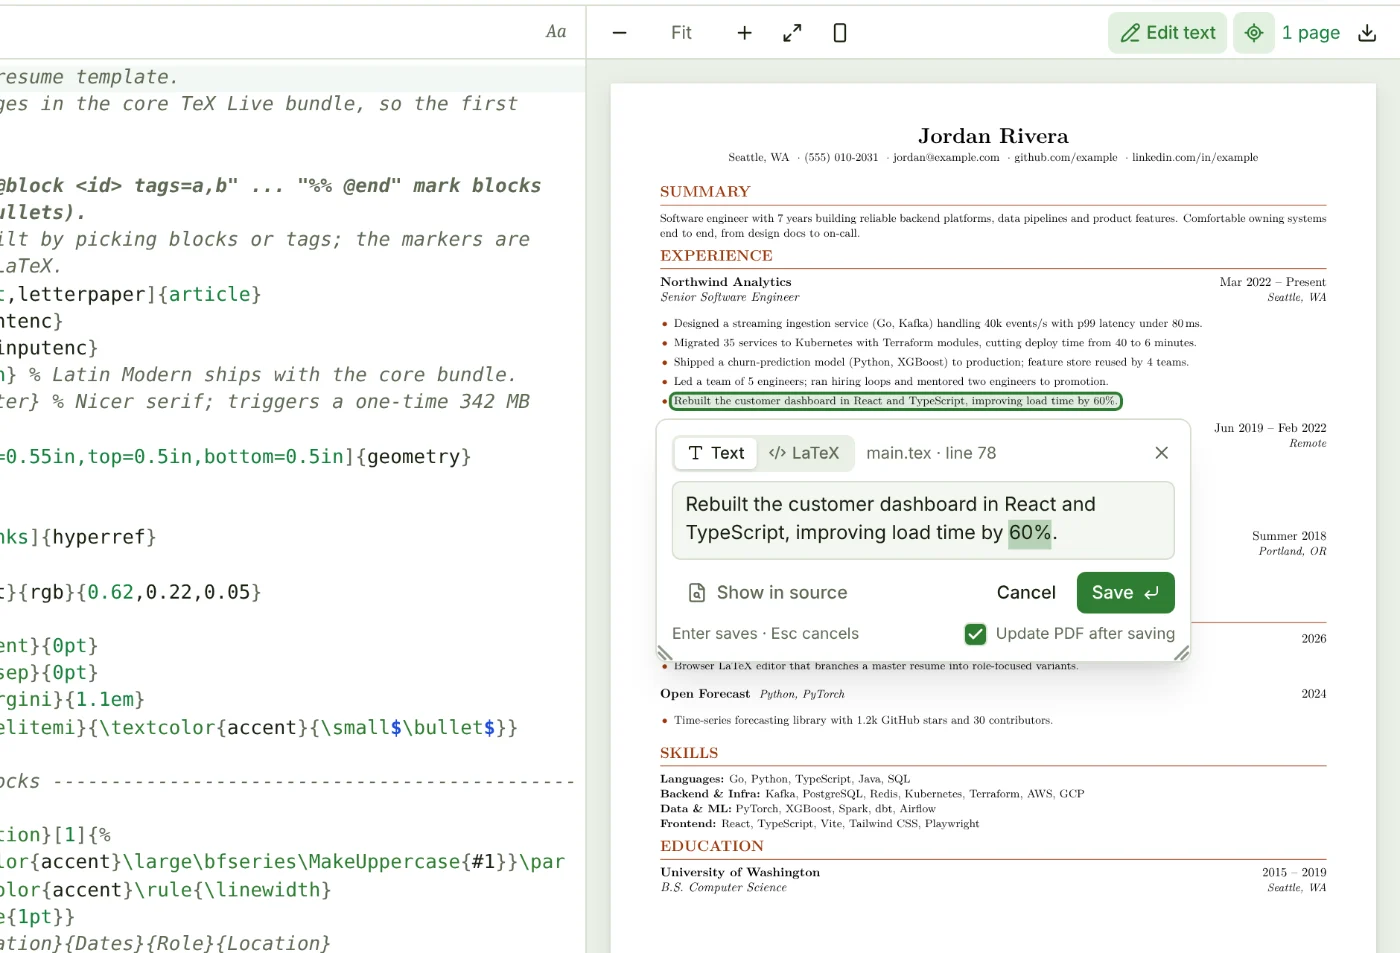 Aa
Fit
Edit text
1 page
resume template.
ges in the core TeX Live bundle, so the first
@block <id> tags=a,b" ... "%% @end" mark blocks
ullets).
ilt by picking blocks or tags; the markers are
LaTeX.
t,letterpaper]{article}
ntenc}
inputenc}
n} % Latin Modern ships with the core bundle.
ter} % Nicer serif; triggers a one-time 342 MB
=0.55in,top=0.5in,bottom=0.5in]{geometry}
nks]{hyperref}
t}{rgb}{0.62,0.22,0.05}
ent}{0pt}
sep}{0pt}
rgini}{1.1em}
elitemi}{\textcolor{accent}{\small$\bullet$}}
ocks ---------------------------------------------
tion}[1]{%
lor{accent}\large\bfseries\MakeUppercase{#1}}\par
olor{accent}\rule{\linewidth}
e{1pt}}
ation}{Dates}{Role}{Location}
Jordan Rivera
Seattle, WA · (555) 010-2031 · jordan@example.com · github.com/example · linkedin.com/in/example
SUMMARY
Software engineer with 7 years building reliable backend platforms, data pipelines and product features. Comfortable owning systems
end to end, from design docs to on-call.
EXPERIENCE
Northwind Analytics Mar 2022 – Present
Senior Software Engineer Seattle, WA
• Designed a streaming ingestion service (Go, Kafka) handling 40k events/s with p99 latency under 80 ms.
• Migrated 35 services to Kubernetes with Terraform modules, cutting deploy time from 40 to 6 minutes.
• Shipped a churn-prediction model (Python, XGBoost) to production; feature store reused by 4 teams.
• Led a team of 5 engineers; ran hiring loops and mentored two engineers to promotion.
• Rebuilt the customer dashboard in React and TypeScript, improving load time by 60%.
Jun 2019 – Feb 2022
Remote
Text </> LaTeX main.tex · line 78
Rebuilt the customer dashboard in React and
TypeScript, improving load time by 60%.
Show in source Cancel Save
Enter saves · Esc cancels Update PDF after saving
Summer 2018
Portland, OR
2026
• Browser LaTeX editor that branches a master resume into role-focused variants.
Open Forecast Python, PyTorch 2024
• Time-series forecasting library with 1.2k GitHub stars and 30 contributors.
SKILLS
Languages: Go, Python, TypeScript, Java, SQL
Backend & Infra: Kafka, PostgreSQL, Redis, Kubernetes, Terraform, AWS, GCP
Data & ML: PyTorch, XGBoost, Spark, dbt, Airflow
Frontend: React, TypeScript, Vite, Tailwind CSS, Playwright
EDUCATION
University of Washington 2015 – 2019
B.S. Computer Science Seattle, WA